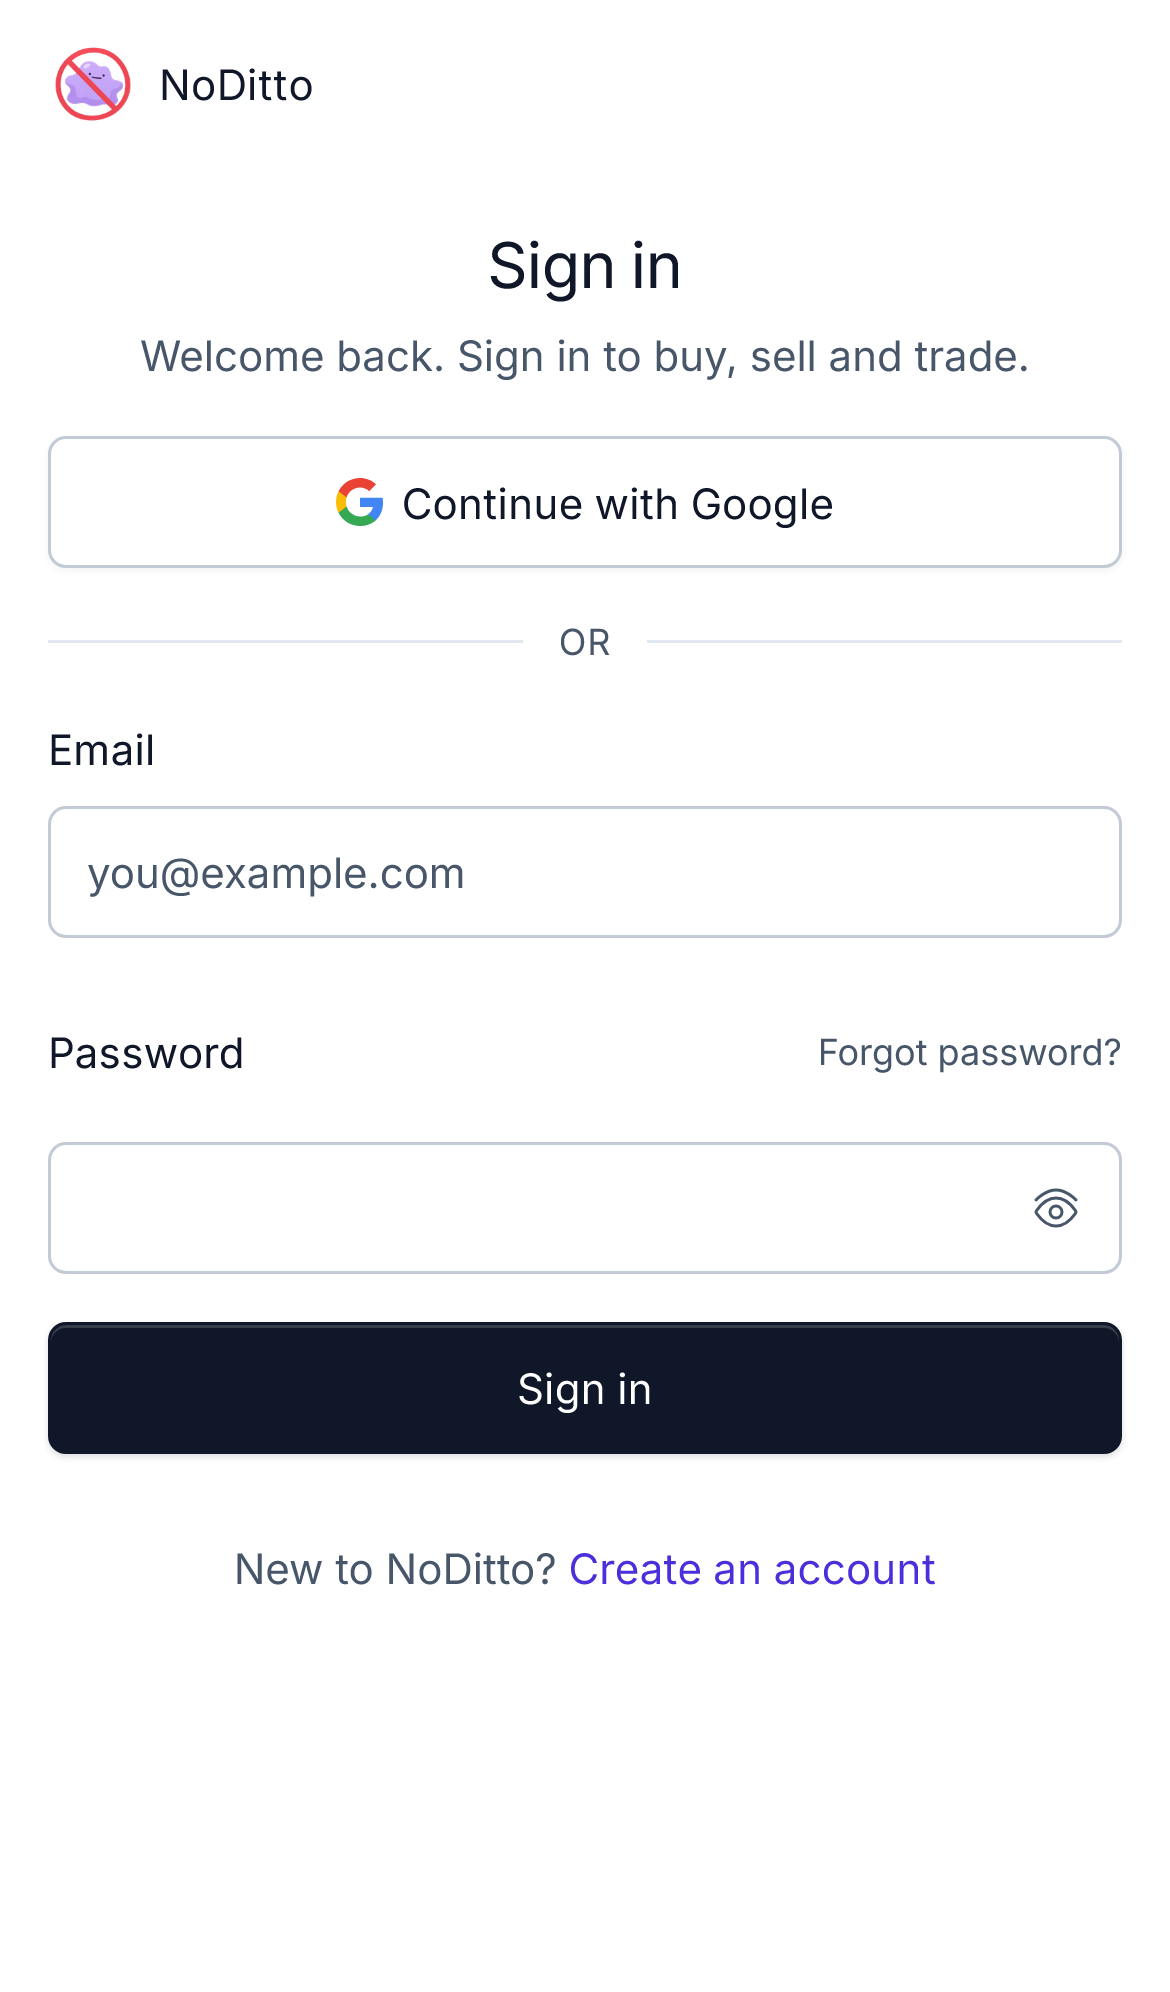 NoDitto
Sign in
Welcome back. Sign in to buy, sell and trade.
Continue with Google
OR
Email
you@example.com
Password
Forgot password?
Sign in
New to NoDitto? Create an account